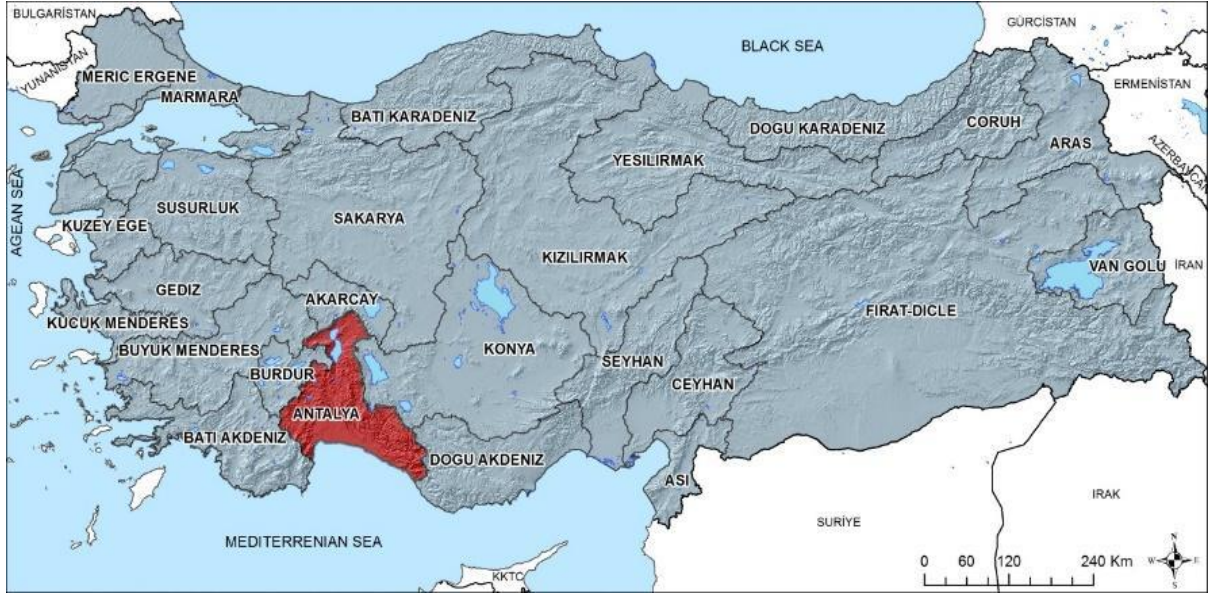 BULGARİSTAN
YUNANİSTAN
MERIC ERGENE
MARMARA
BLACK SEA
GÜRCİSTAN
ERMENİSTAN
AZERBAYCAN
BATI KARADENIZ
DOGU KARADENIZ
CORUH
ARAS
YESILIRMAK
AGEAN SEA
SUSURLUK
SAKARYA
KUZEY EGE
KIZILIRMAK
VAN GOLU
İRAN
GEDIZ
AKARCAY
KUCUK MENDERES
FIRAT-DICLE
BUYUK MENDERES
KONYA
SEYHAN
BURDUR
CEYHAN
ANTALYA
BATI AKDENIZ
DOGU AKDENIZ
ASI
IRAK
SURİYE
MEDITERRENIAN SEA
KKTC
0 60 120 240 Km
N
W E
S